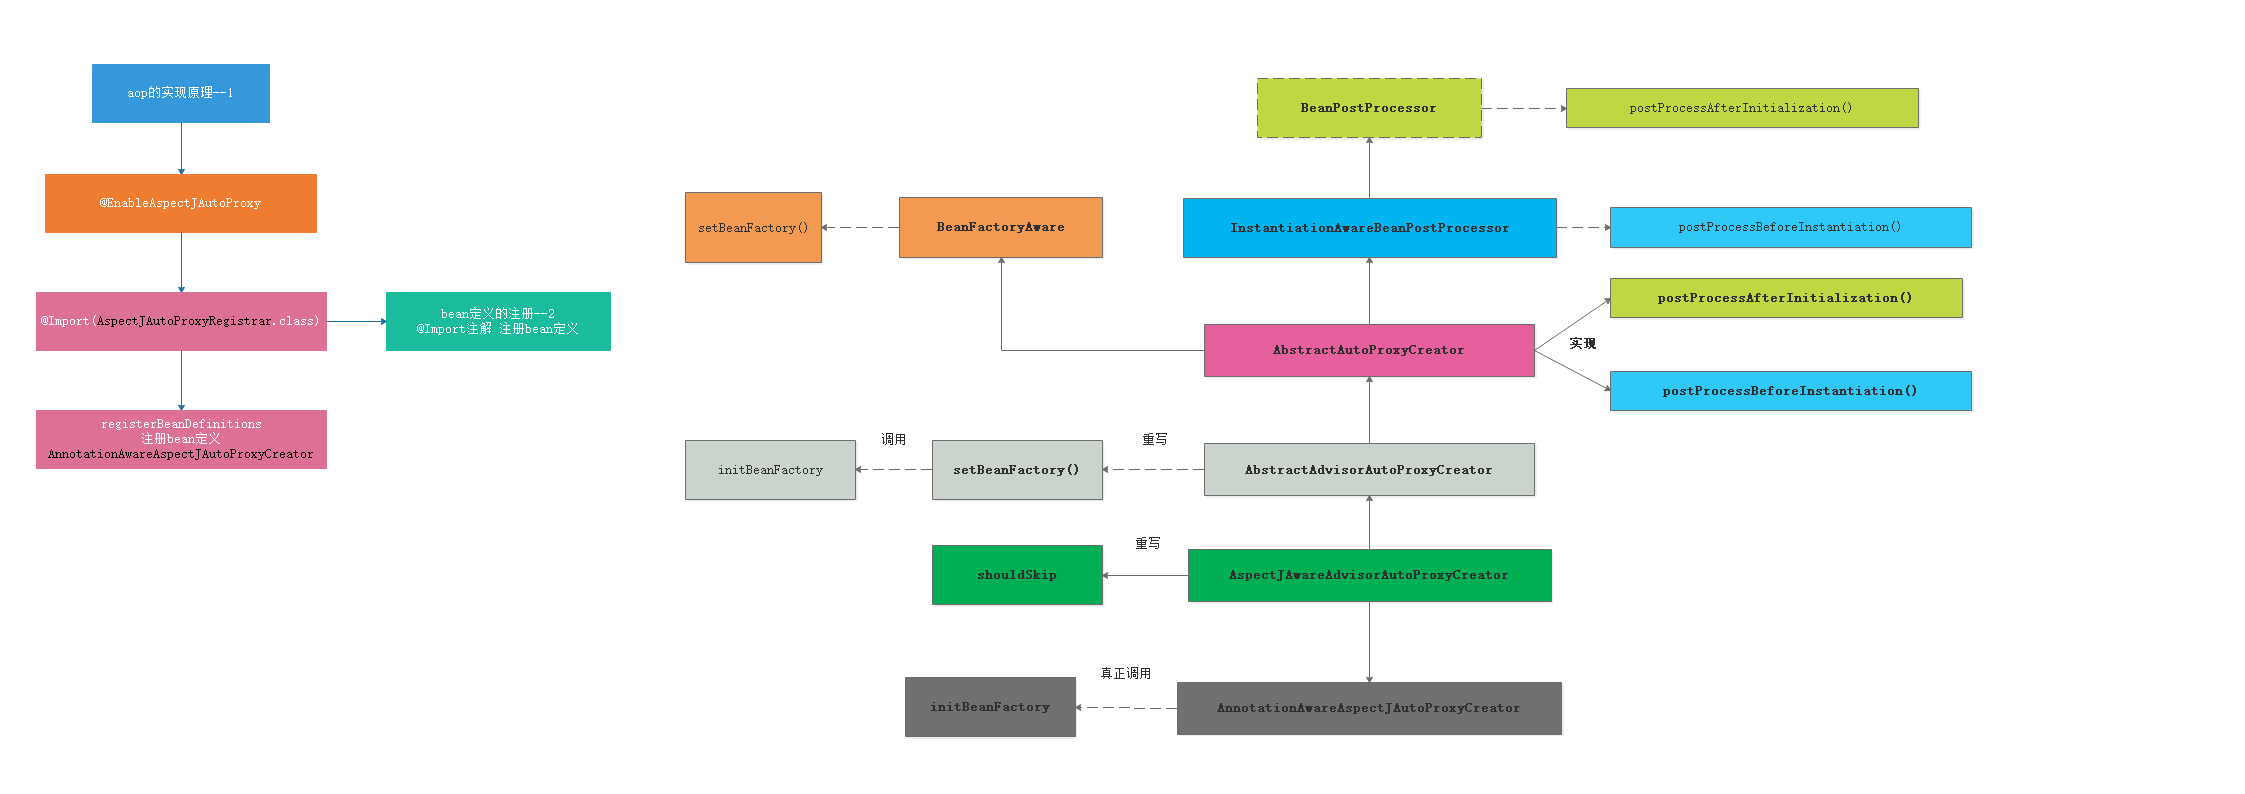 aop的实现原理--1
@EnableAspectJAutoProxy
@Import(AspectJAutoProxyRegistrar.class)
bean定义的注册--2
@Import注解 注册bean定义
registerBeanDefinitions
注册bean定义
AnnotationAwareAspectJAutoProxyCreator
BeanPostProcessor
postProcessAfterInitialization()
setBeanFactory()
BeanFactoryAware
InstantiationAwareBeanPostProcessor
postProcessBeforeInstantiation()
postProcessAfterInitialization()
实现
AbstractAutoProxyCreator
postProcessBeforeInstantiation()
调用
重写
initBeanFactory
setBeanFactory()
AbstractAdvisorAutoProxyCreator
重写
shouldSkip
AspectJAwareAdvisorAutoProxyCreator
真正调用
initBeanFactory
AnnotationAwareAspectJAutoProxyCreator